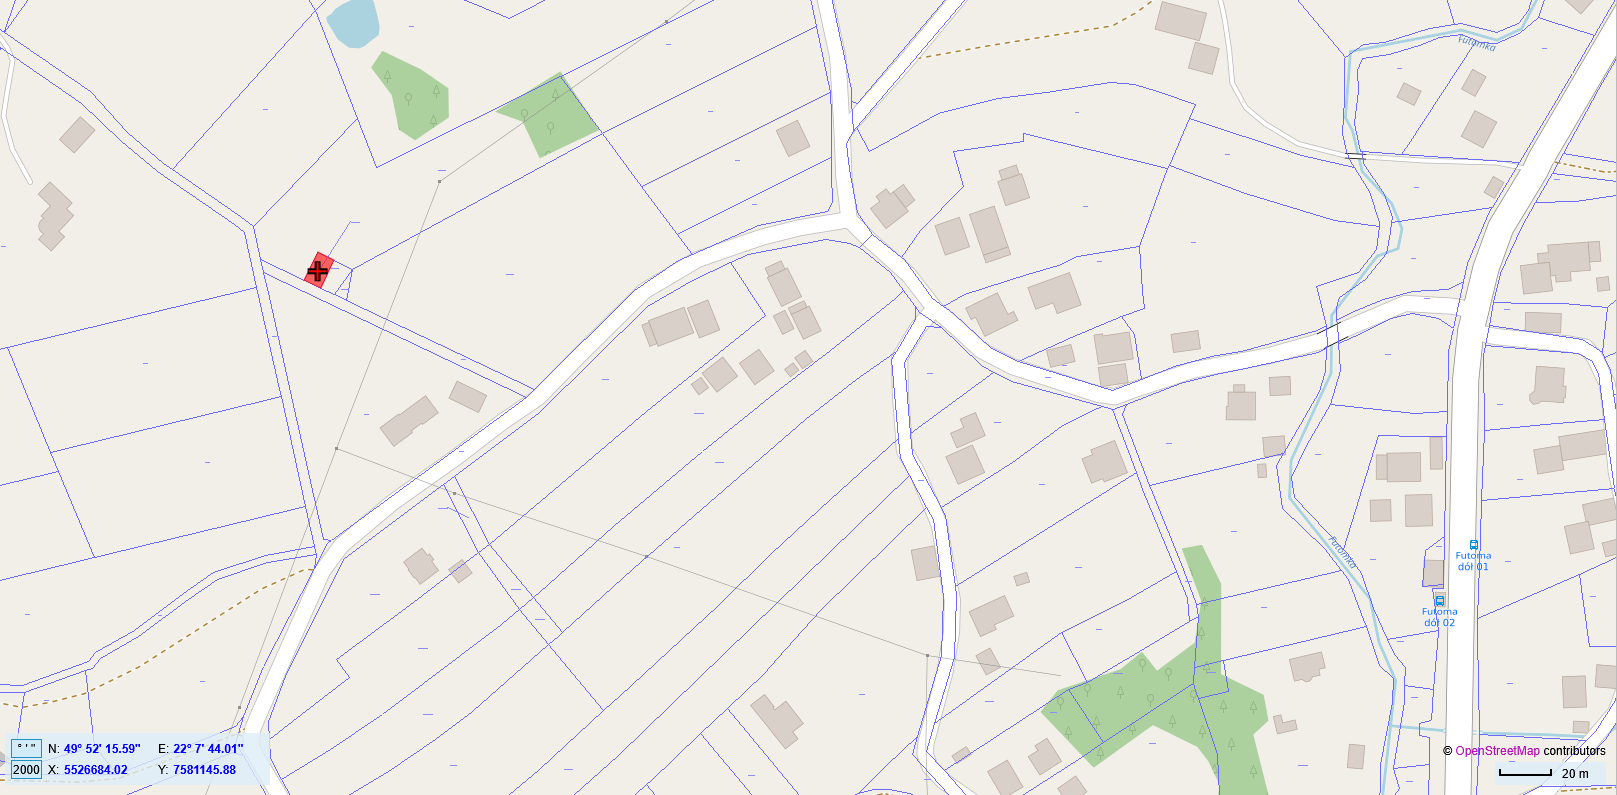 Futomka
Futomka
Futoma
dół 01
Futoma
dół 02
° ' " N: 49° 52' 15.59" E: 22° 7' 44.01"
2000 X: 5526684.02 Y: 7581145.88
© OpenStreetMap contributors
20 m